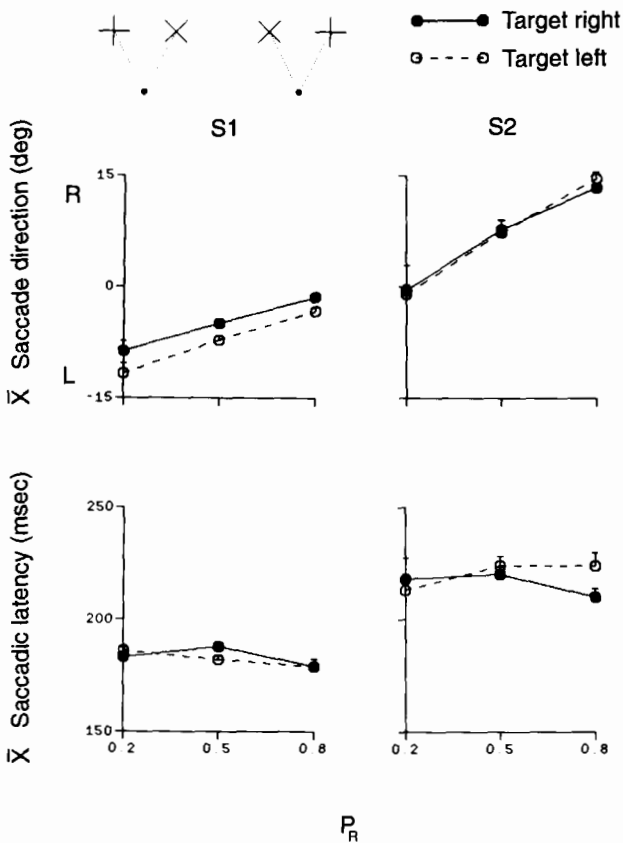 Target right
Target left
S1
S2
X̄ Saccade direction (deg)
15
R
0
L
-15
X̄ Saccadic latency (msec)
250
200
150
0.2 0.5 0.8
0.2 0.5 0.8
P_R